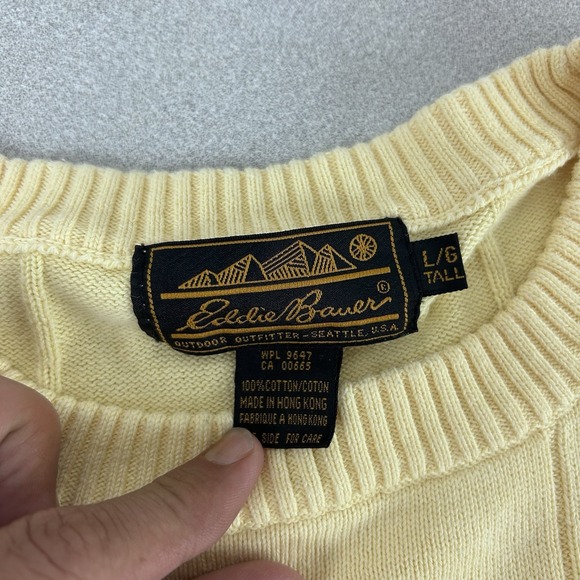 Eddie Bauer ®
OUTDOOR OUTFITTER - SEATTLE, U.S.A.
L/G
TALL
WPL 9647
CA 00665
100% COTTON/COTON
MADE IN HONG KONG
FABRIQUE A HONG KONG
SIDE FOR CARE